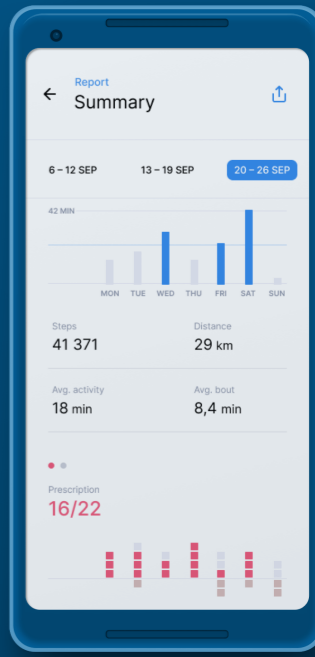 Report
Summary
6 – 12 SEP 13 – 19 SEP 20 – 26 SEP
42 MIN
MON TUE WED THU FRI SAT SUN
Steps Distance
41 371 29 km
Avg. activity Avg. bout
18 min 8,4 min
Prescription
16/22